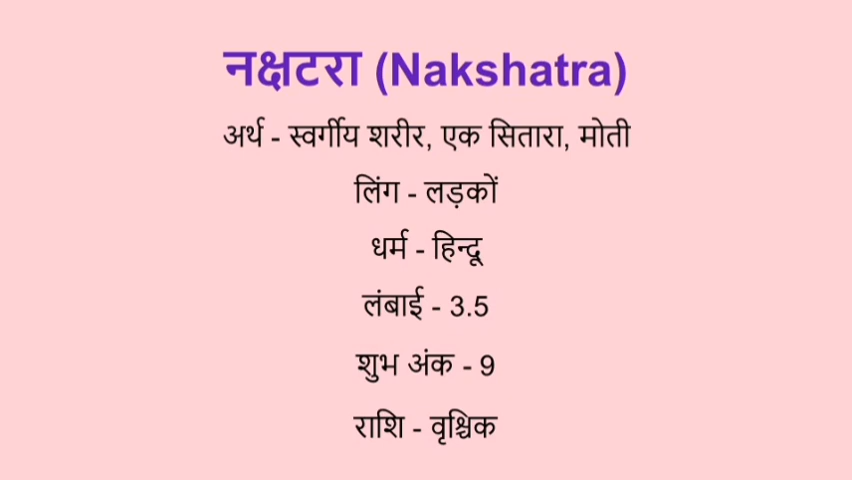 नक्षटरा (Nakshatra)
अर्थ - स्वर्गीय शरीर, एक सितारा, मोती
लिंग - लड़कों
धर्म - हिन्दू
लंबाई - 3.5
शुभ अंक - 9
राशि - वृश्चिक